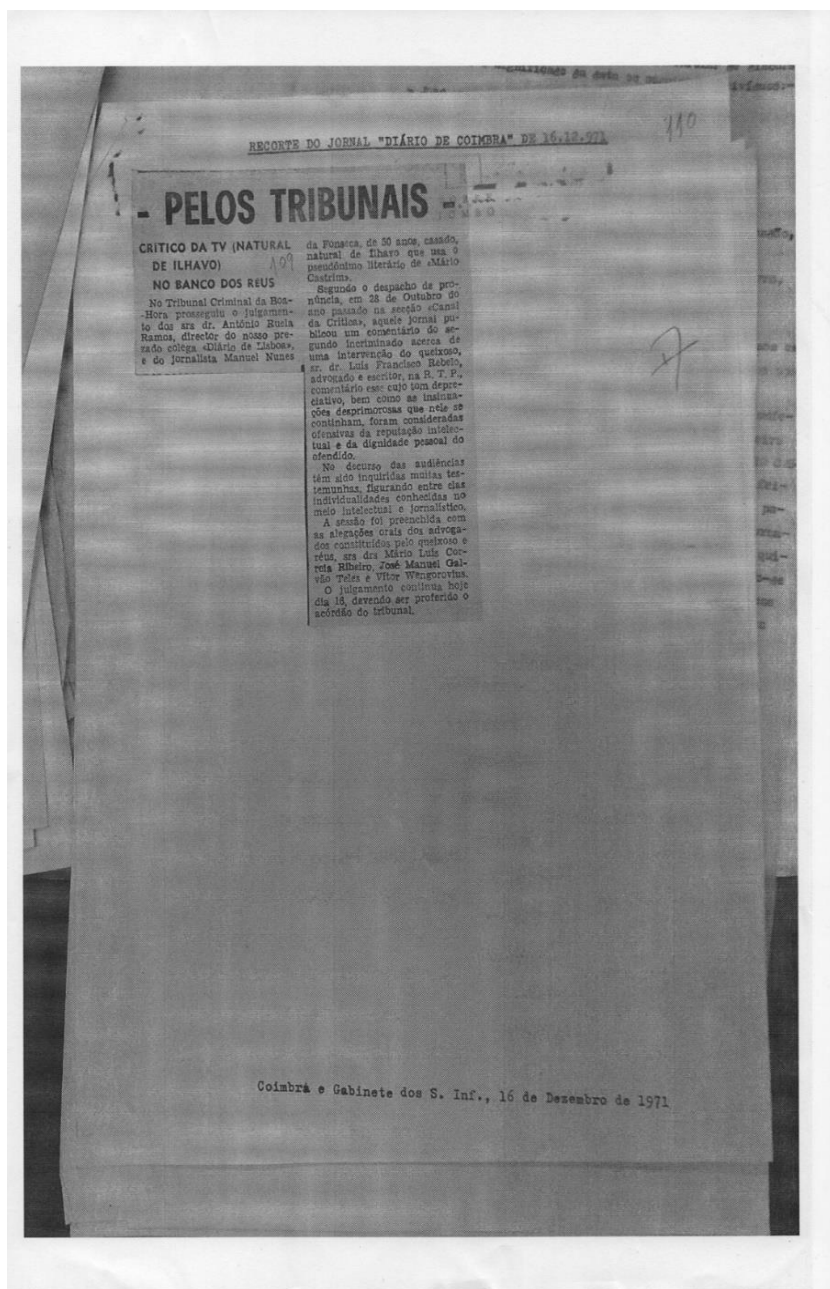 RECORTE DO JORNAL "DIÁRIO DE COIMBRA" DE 16.12.971
110
- PELOS TRIBUNAIS -
CRITICO DA TV (NATURAL
DE ILHAVO)
109
NO BANCO DOS REUS
No Tribunal Criminal da Boa-
-Hora prosseguiu o julgamen-
to dos srs dr. António Ruela
Ramos, director do nosso pre-
zado colega «Diário de Lisboa»,
e do jornalista Manuel Nunes
da Fonseca, de 50 anos, casado,
natural de Ílhavo que usa o
pseudónimo literário de «Mário
Castrim».
Segundo o despacho de pro-
núncia, em 28 de Outubro do
ano passado na secção «Canal
da Crítica», aquele jornal pu-
blicou um comentário do se-
gundo incriminado acerca de
uma intervenção do queixoso,
sr. dr. Luís Francisco Rebelo,
advogado e escritor, na R. T. P.,
comentário esse cujo tom depre-
ciativo, bem como as insinua-
ções desprimorosas que nele se
continham, foram consideradas
ofensivas da reputação intelec-
tual e da dignidade pessoal do
ofendido.
No decurso das audiências
têm sido inquiridas muitas tes-
temunhas, figurando entre elas
individualidades conhecidas no
meio intelectual e jornalístico.
A sessão foi preenchida com
as alegações orais dos advoga-
dos constituídos pelo queixoso e
réus, srs drs Mário Luís Cor-
reia Ribeiro, José Manuel Gal-
vão Teles e Vítor Wengorovius.
O julgamento continua hoje
dia 16, devendo ser proferido o
acórdão do tribunal.
Coimbra e Gabinete dos S. Inf., 16 de Dezembro de 1971